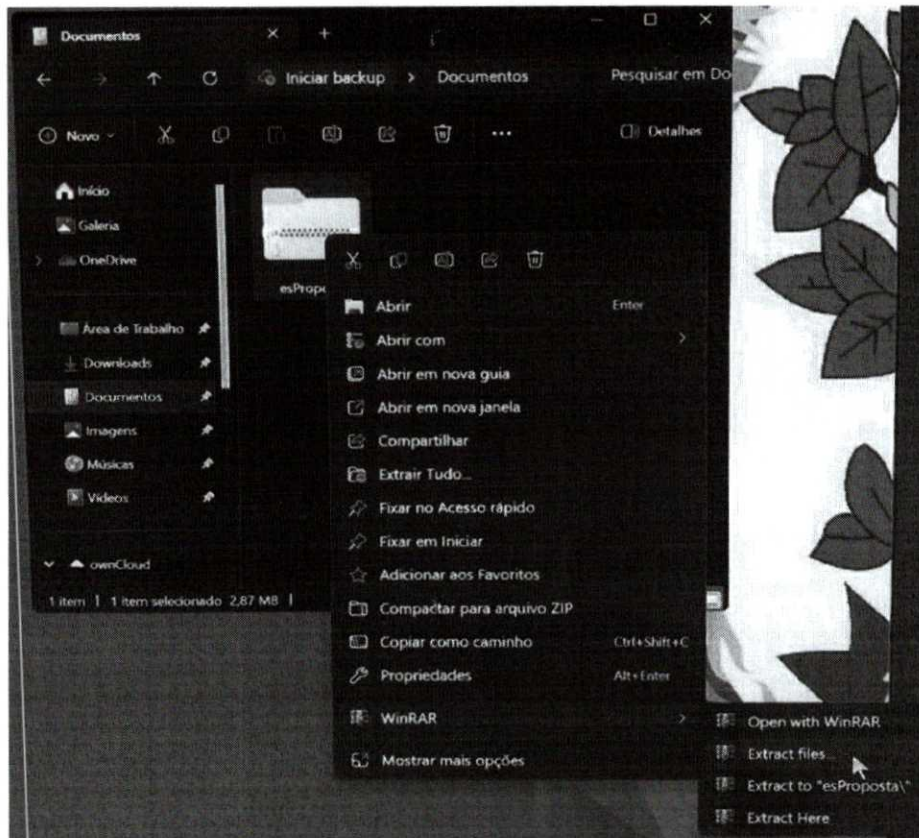 Documentos
Iniciar backup > Documentos Pesquisar em Do
Novo Detalhes
Início
Galeria
OneDrive
Área de Trabalho
Downloads
Documentos
Imagens
Músicas
Vídeos
ownCloud
1 item | 1 item selecionado 2,87 MB |
esPropo
Abrir Enter
Abrir com
Abrir em nova guia
Abrir em nova janela
Compartilhar
Extrair Tudo...
Fixar no Acesso rápido
Fixar em Iniciar
Adicionar aos Favoritos
Compactar para arquivo ZIP
Copiar como caminho Ctrl+Shift+C
Propriedades Alt+Enter
WinRAR
Mostrar mais opções
Open with WinRAR
Extract files...
Extract to "esProposta\"
Extract Here